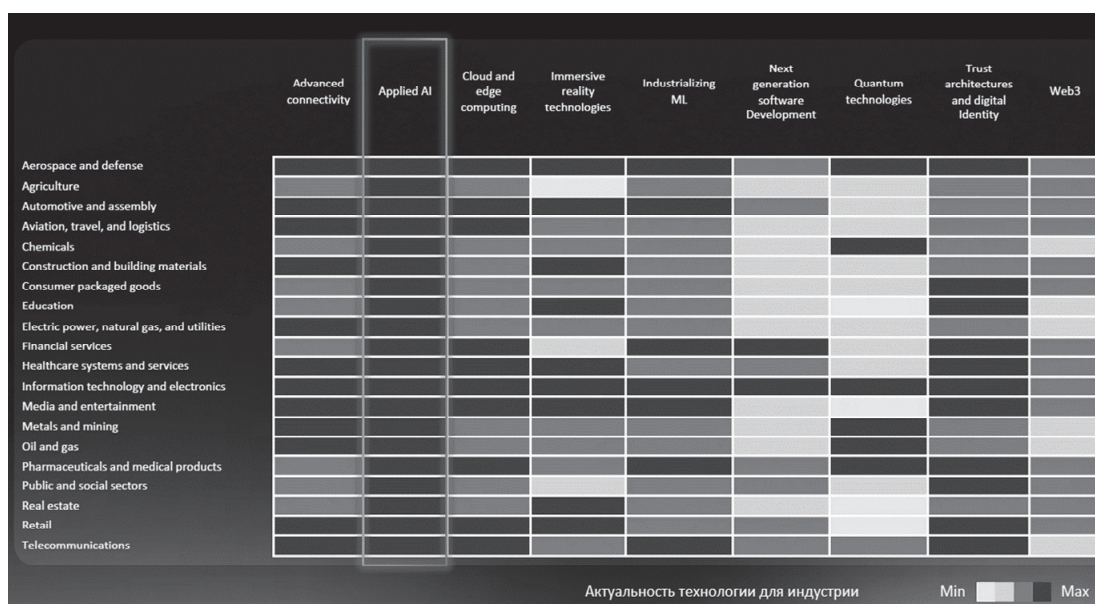 Advanced
connectivity
Applied AI
Cloud and
edge
computing
Immersive
reality
technologies
Industrializing
ML
Next
generation
software
Development
Quantum
technologies
Trust
architectures
and digital
Identity
Web3
Aerospace and defense
Agriculture
Automotive and assembly
Aviation, travel, and logistics
Chemicals
Construction and building materials
Consumer packaged goods
Education
Electric power, natural gas, and utilities
Financial services
Healthcare systems and services
Information technology and electronics
Media and entertainment
Metals and mining
Oil and gas
Pharmaceuticals and medical products
Public and social sectors
Real estate
Retail
Telecommunications
Актуальность технологии для индустрии Min Max